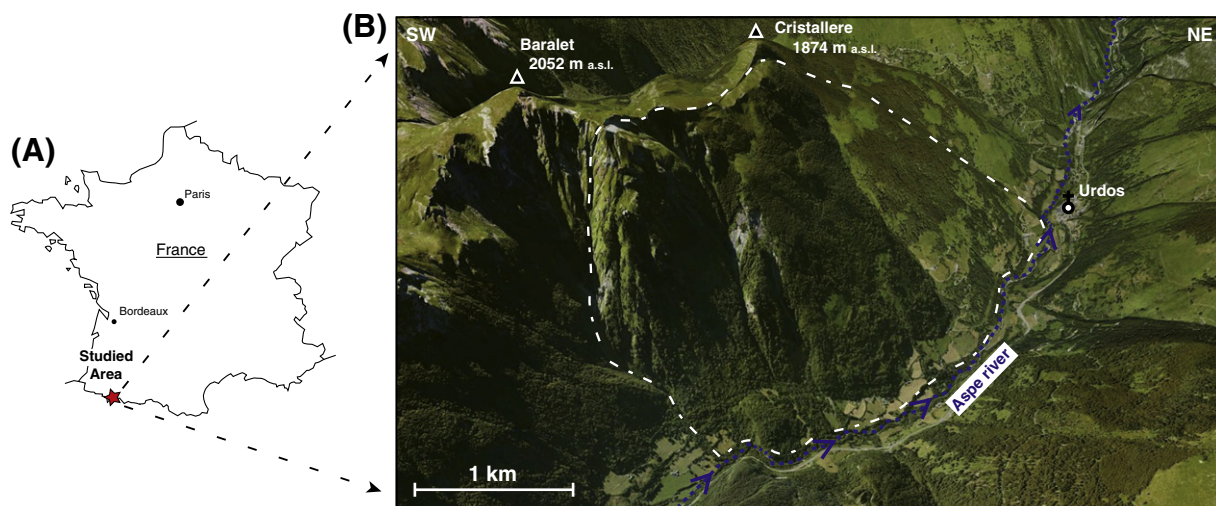 (A)
Paris
France
Bordeaux
Studied
Area
(B)
SW
Baralet
2052 m a.s.l.
Cristallere
1874 m a.s.l.
NE
Urdos
Aspe river
1 km